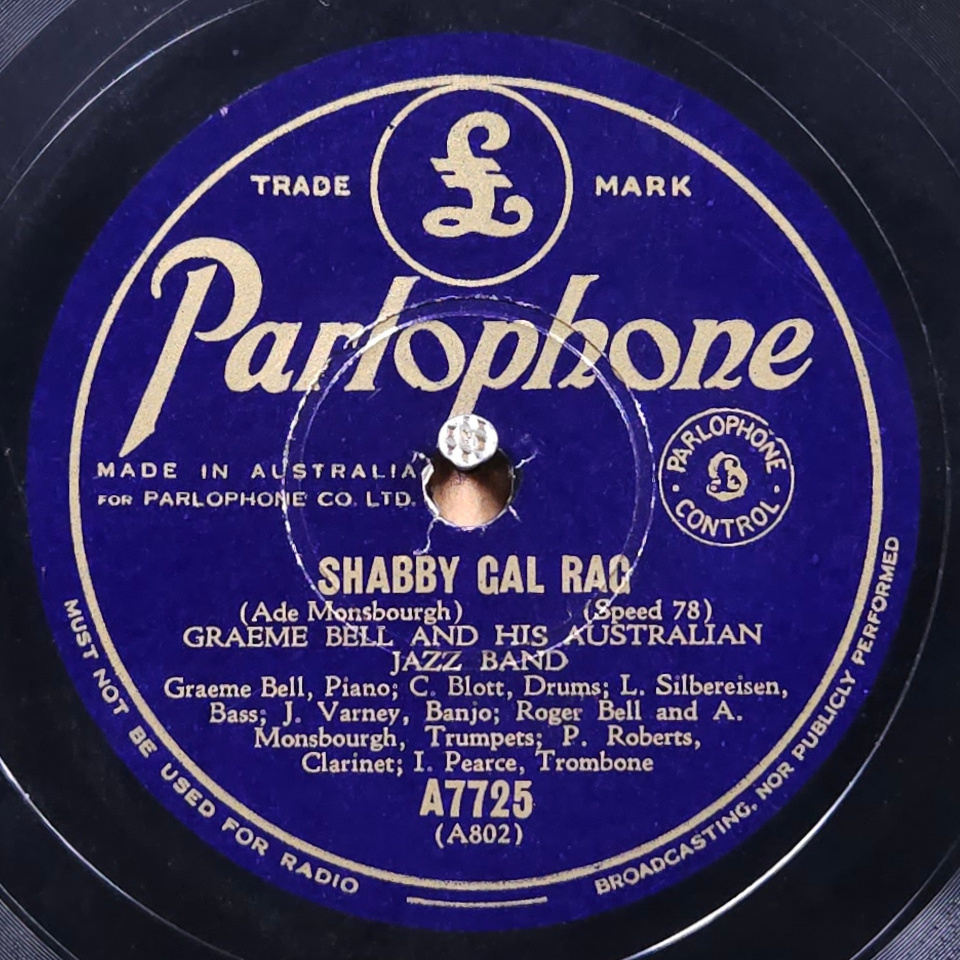 TRADE MARK
£
Parlophone
MADE IN AUSTRALIA
FOR PARLOPHONE CO. LTD.
PARLOPHONE
£
CONTROL
SHABBY GAL RAG
(Ade Monsbourgh) (Speed 78)
GRAEME BELL AND HIS AUSTRALIAN
JAZZ BAND
Graeme Bell, Piano; C. Blott, Drums; L. Silbereisen,
Bass; J. Varney, Banjo; Roger Bell and A.
Monsbourgh, Trumpets; P. Roberts,
Clarinet; I. Pearce, Trombone
A7725
(A802)
MUST NOT BE USED FOR RADIO BROADCASTING, NOR PUBLICLY PERFORMED